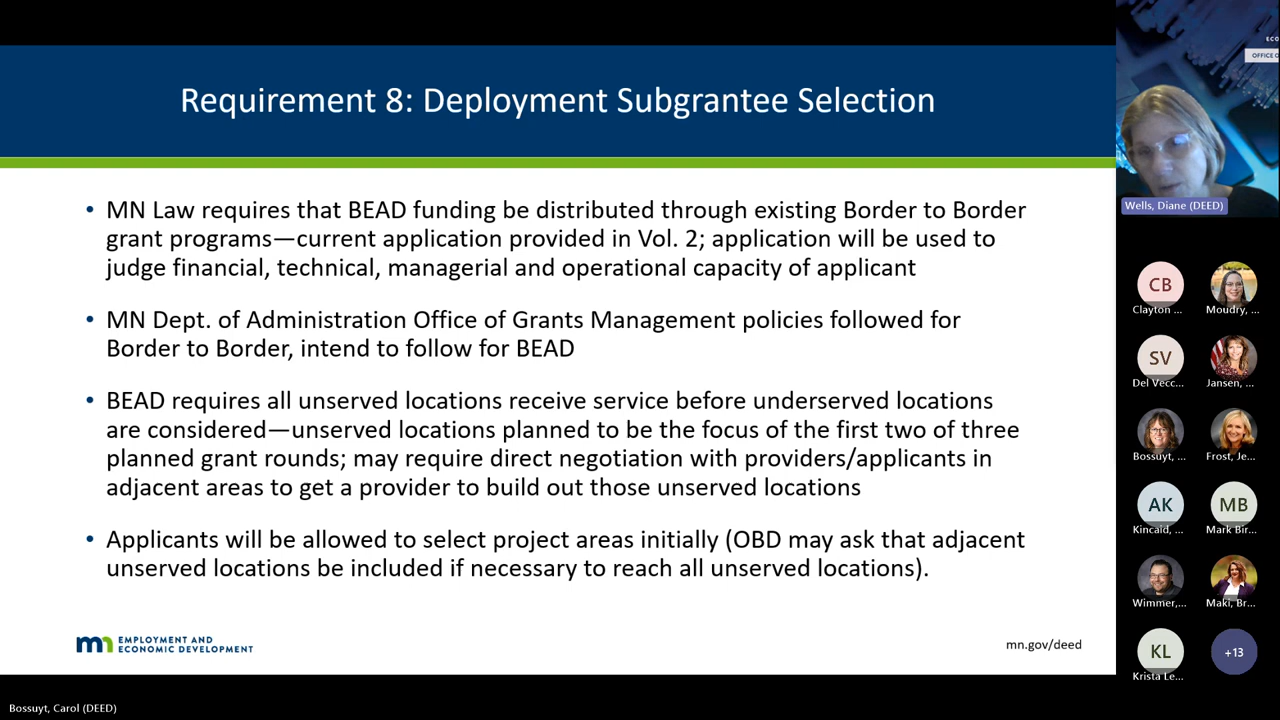 Requirement 8: Deployment Subgrantee Selection
• MN Law requires that BEAD funding be distributed through existing Border to Border
grant programs—current application provided in Vol. 2; application will be used to
judge financial, technical, managerial and operational capacity of applicant
• MN Dept. of Administration Office of Grants Management policies followed for
Border to Border, intend to follow for BEAD
• BEAD requires all unserved locations receive service before underserved locations
are considered—unserved locations planned to be the focus of the first two of three
planned grant rounds; may require direct negotiation with providers/applicants in
adjacent areas to get a provider to build out those unserved locations
• Applicants will be allowed to select project areas initially (OBD may ask that adjacent
unserved locations be included if necessary to reach all unserved locations).
mn EMPLOYMENT AND
ECONOMIC DEVELOPMENT
mn.gov/deed
Bossuyt, Carol (DEED)
ECO
OFFICE O
Wells, Diane (DEED)
CB
Clayton ...
Moudry, ...
SV
Del Vecc...
Jansen, ...
Bossuyt, ...
Frost, Je...
AK
Kincaid, ...
MB
Mark Bir...
Wimmer,...
Maki, Br...
KL
Krista Le...
+13